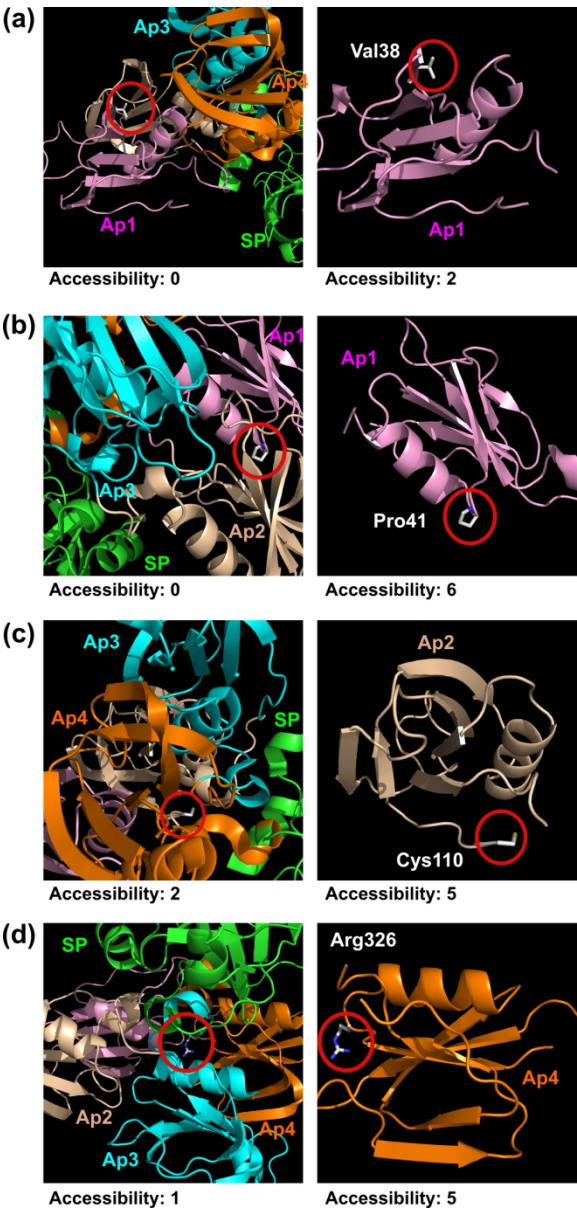 (a)
Ap3
Ap4
Ap1
SP
Accessibility: 0
Val38
Ap1
Accessibility: 2
(b)
Ap1
Ap3
Ap2
SP
Accessibility: 0
Ap1
Pro41
Accessibility: 6
(c)
Ap3
Ap4
SP
Accessibility: 2
Ap2
Cys110
Accessibility: 5
(d)
SP
Ap2
Ap4
Ap3
Accessibility: 1
Arg326
Ap4
Accessibility: 5